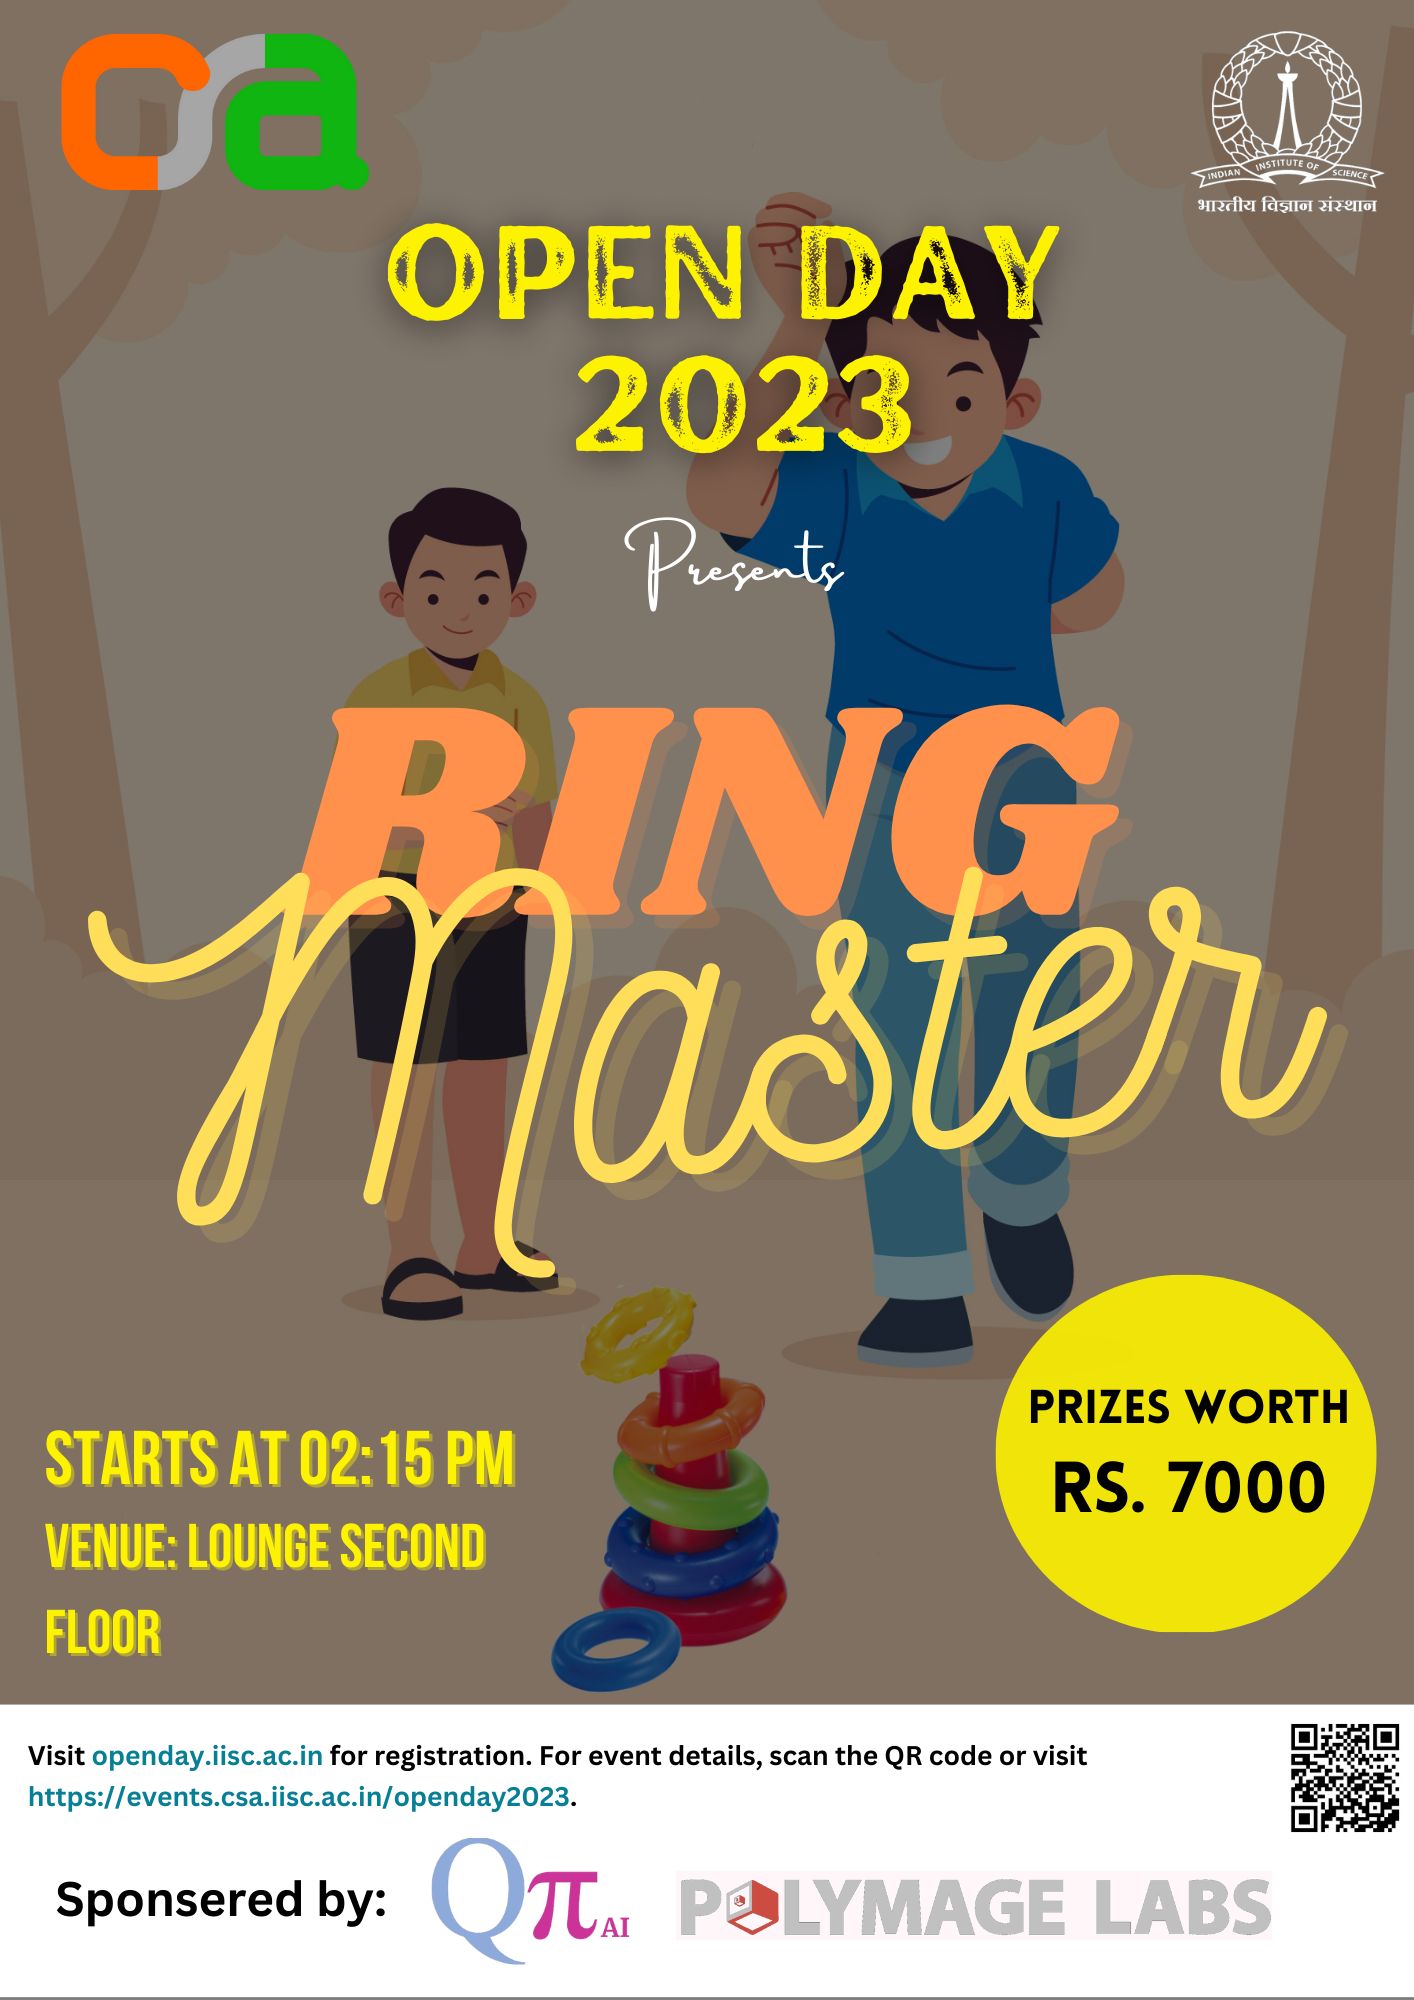 csa
INDIAN INSTITUTE OF SCIENCE
भारतीय विज्ञान संस्थान
OPEN DAY
2023
Presents
RING
Master
STARTS AT 02:15 PM
VENUE: LOUNGE SECOND
FLOOR
PRIZES WORTH
RS. 7000
Visit openday.iisc.ac.in for registration. For event details, scan the QR code or visit
https://events.csa.iisc.ac.in/openday2023.
Sponsered by:
Qπ AI
POLYMAGE LABS